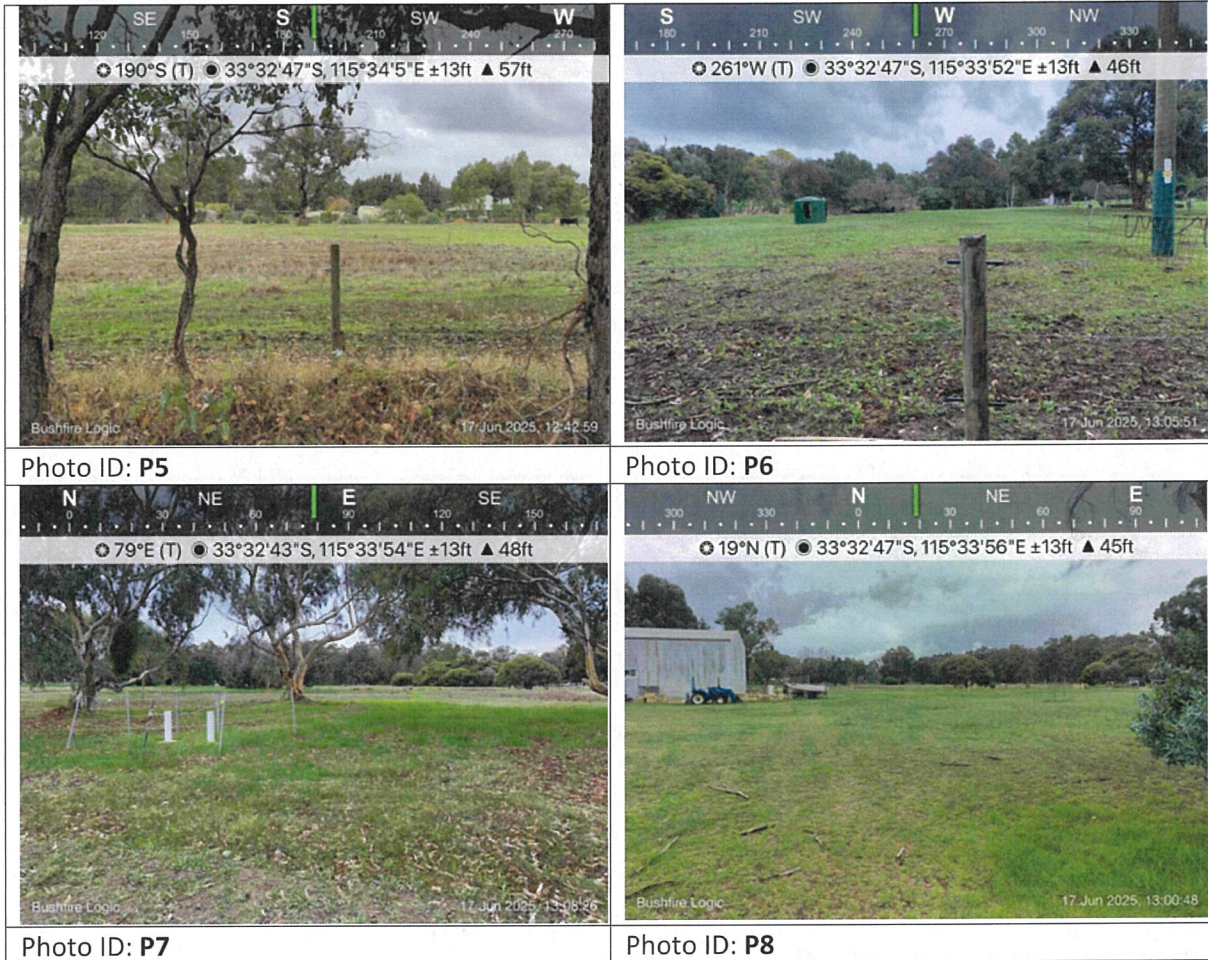 SE S SW W
120 150 180 210 240 270
190°S (T) 33°32'47"S, 115°34'5"E ±13ft ▲ 57ft
Bushfire Logic 17 Jun 2025, 12:42:59
Photo ID: P5
S SW W NW
180 210 240 270 300 330
261°W (T) 33°32'47"S, 115°33'52"E ±13ft ▲ 46ft
Bushfire Logic 17 Jun 2025, 13:05:51
Photo ID: P6
N NE E SE
0 30 60 90 120 150
79°E (T) 33°32'43"S, 115°33'54"E ±13ft ▲ 48ft
Bushfire Logic 17 Jun 2025, 13:08:26
Photo ID: P7
NW N NE E
300 330 0 30 60 90
19°N (T) 33°32'47"S, 115°33'56"E ±13ft ▲ 45ft
Bushfire Logic 17 Jun 2025, 13:00:48
Photo ID: P8